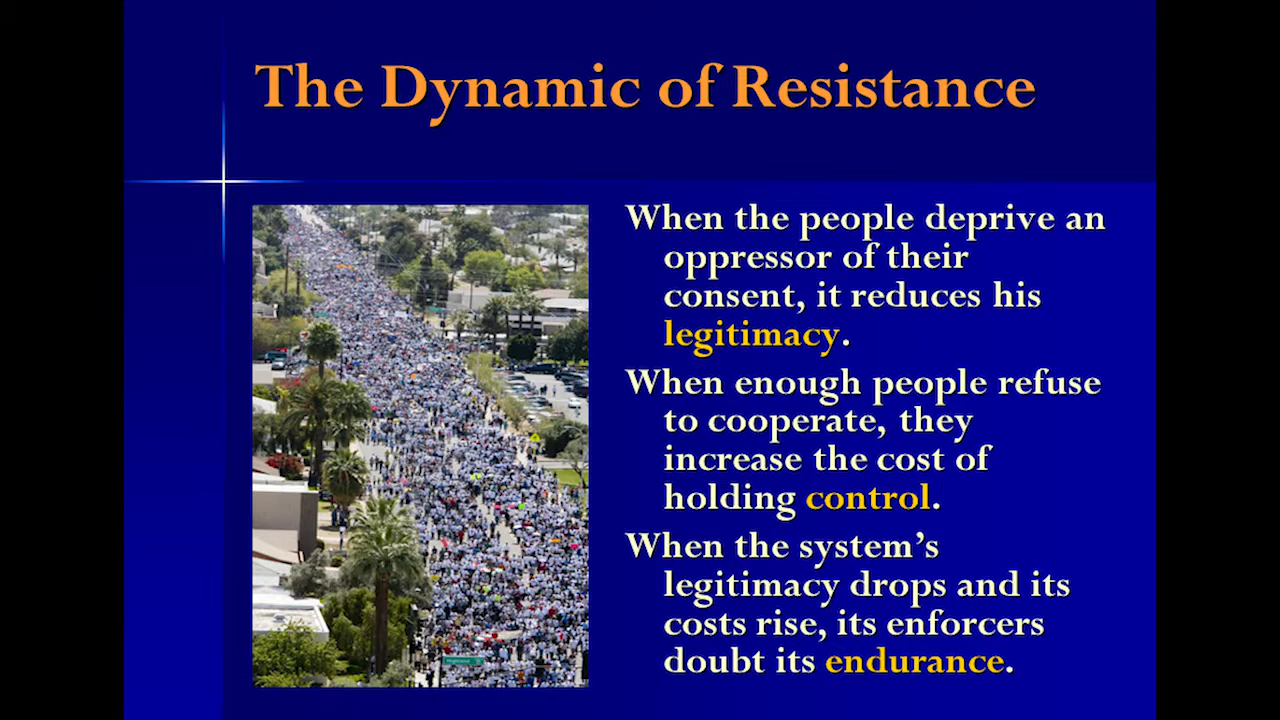 The Dynamic of Resistance
When the people deprive an
oppressor of their
consent, it reduces his
legitimacy.
When enough people refuse
to cooperate, they
increase the cost of
holding control.
When the system’s
legitimacy drops and its
costs rise, its enforcers
doubt its endurance.